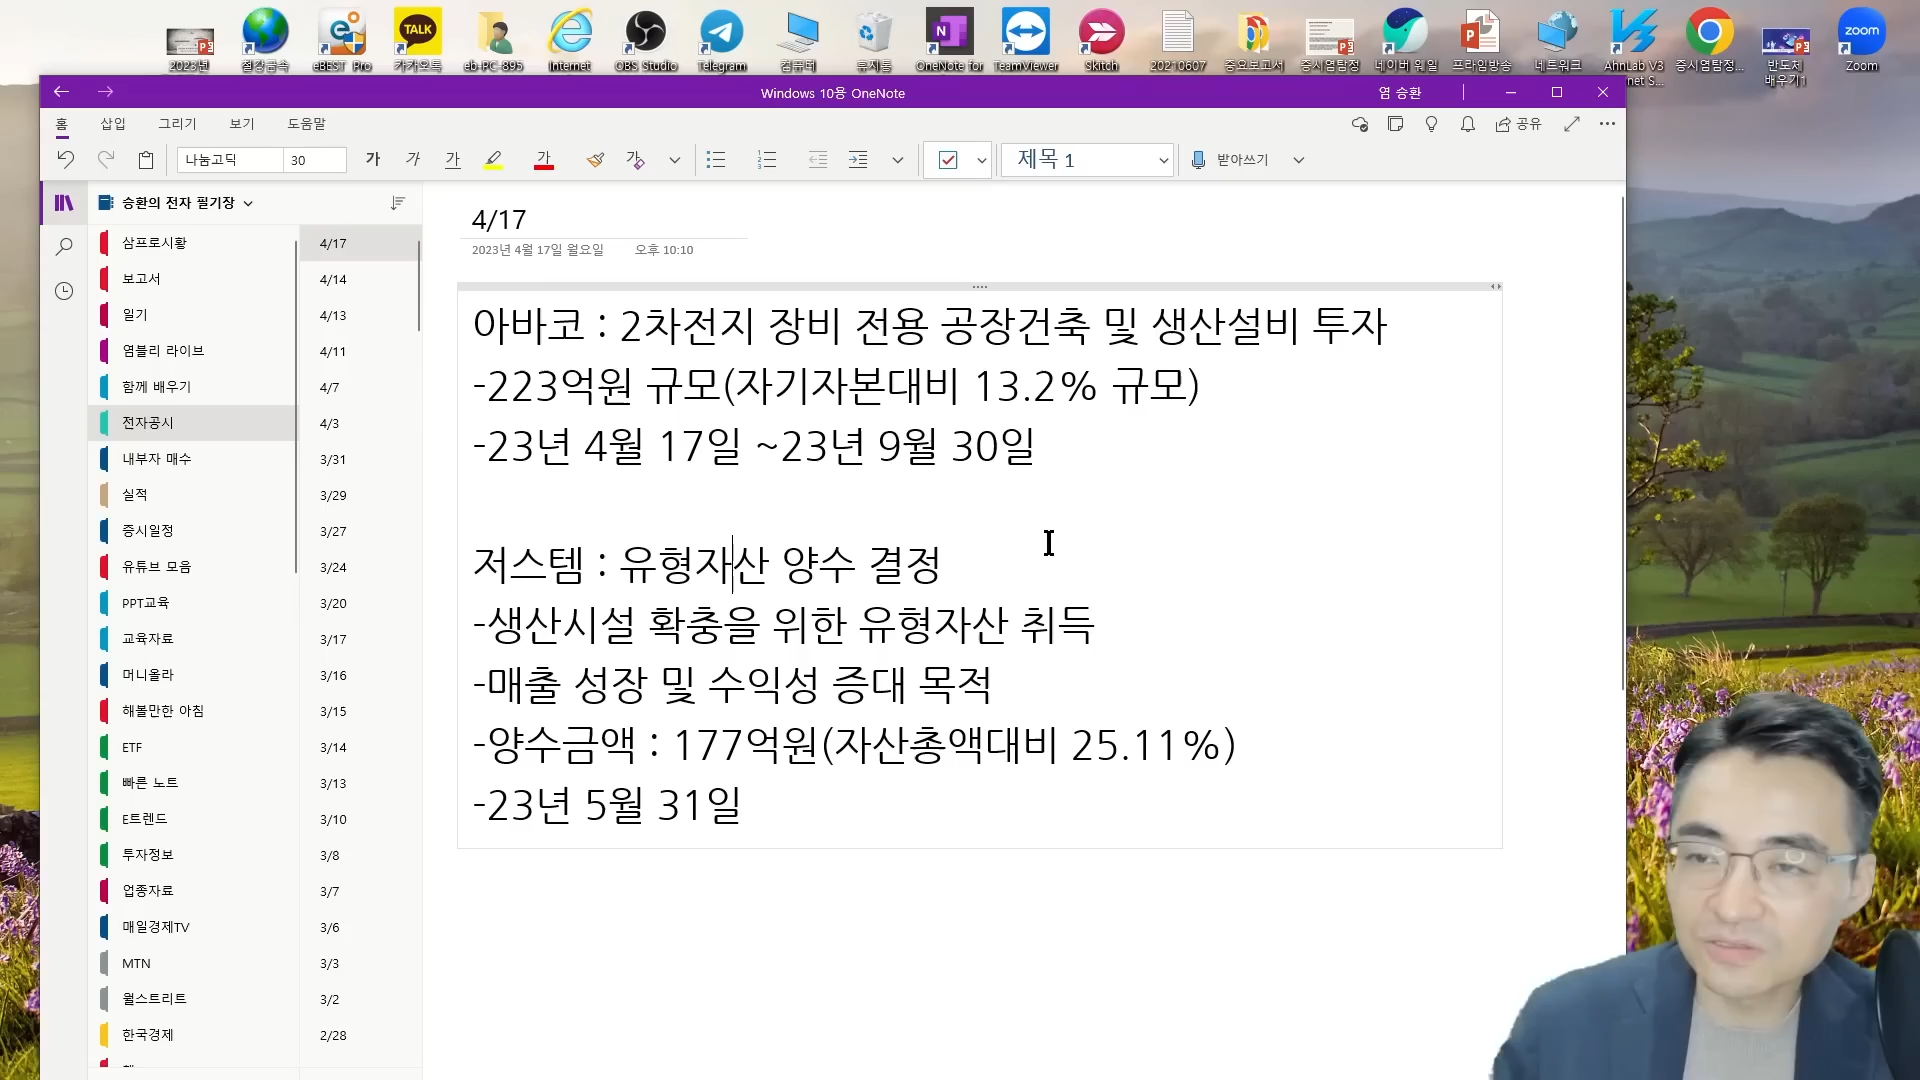 2023년
절강금속
eBEST Pro
카카오톡
eb-PC-895
Internet
OBS Studio
Telegram
컴퓨터
휴지통
OneNote for
TeamViewer
Skitch
20210607
중요보고서
증시염탐정
네이버 웨일
프라임방송
네트워크
AhnLab V3
net S...
증시염탐정...
반도체
배우기1
Zoom
TALK
zoom
Windows 10용 OneNote
염 승환
홈
삽입
그리기
보기
도움말
공유
나눔고딕
30
가
가
가
가
가
제목 1
받아쓰기
승환의 전자 필기장
삼프로시황
보고서
일기
염블리 라이브
함께 배우기
전자공시
내부자 매수
실적
증시일정
유튜브 모음
PPT교육
교육자료
머니올라
해볼만한 아침
ETF
빠른 노트
E트렌드
투자정보
업종자료
매일경제TV
MTN
월스트리트
한국경제
4/17
4/14
4/13
4/11
4/7
4/3
3/31
3/29
3/27
3/24
3/20
3/17
3/16
3/15
3/14
3/13
3/10
3/8
3/7
3/6
3/3
3/2
2/28
4/17
2023년 4월 17일 월요일 오후 10:10
아바코 : 2차전지 장비 전용 공장건축 및 생산설비 투자
-223억원 규모(자기자본대비 13.2% 규모)
-23년 4월 17일 ~23년 9월 30일
저스템 : 유형자산 양수 결정
-생산시설 확충을 위한 유형자산 취득
-매출 성장 및 수익성 증대 목적
-양수금액 : 177억원(자산총액대비 25.11%)
-23년 5월 31일